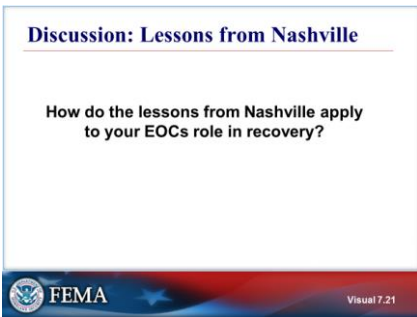 Discussion: Lessons from Nashville
How do the lessons from Nashville apply
to your EOCs role in recovery?
FEMA
Visual 7.21